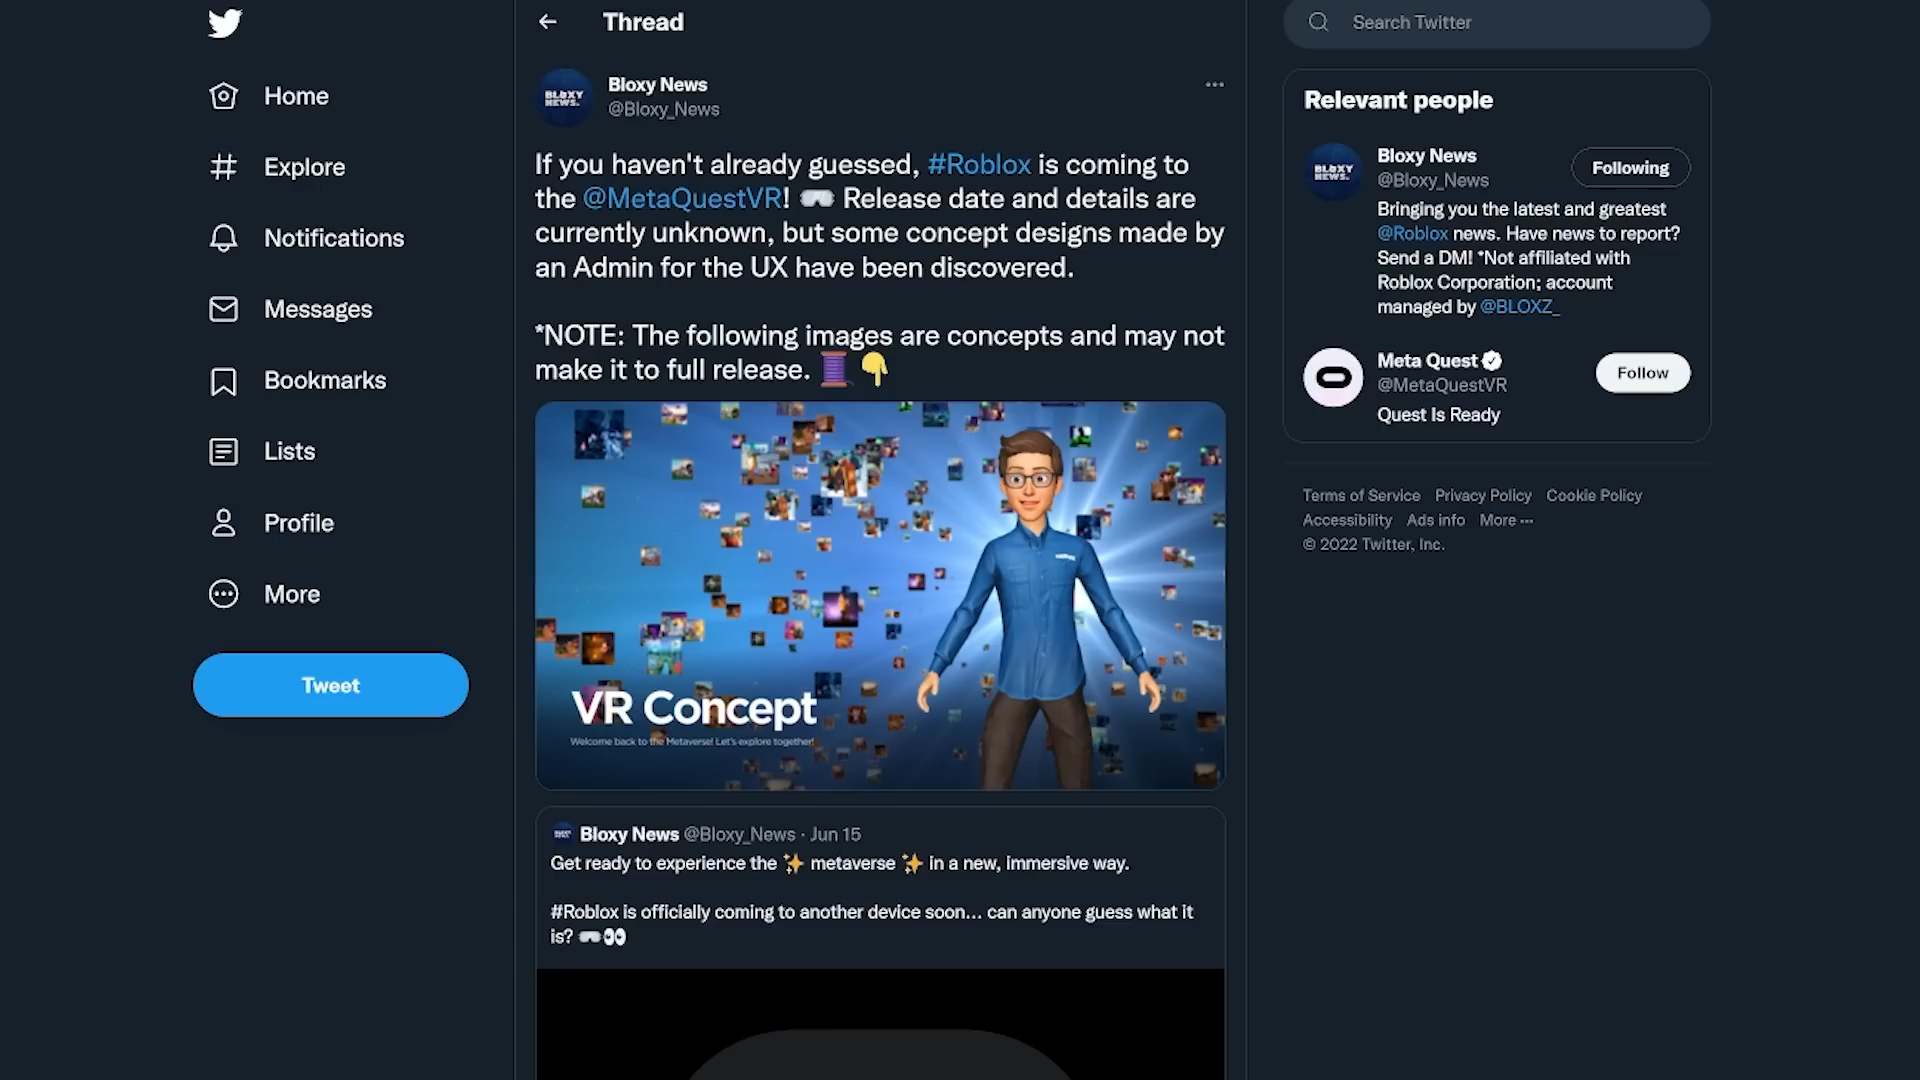 Home
Explore
Notifications
Messages
Bookmarks
Lists
Profile
More
Tweet
Thread
BLOXY
NEWS.
Bloxy News
@Bloxy_News
If you haven't already guessed, #Roblox is coming to
the @MetaQuestVR! 🥽 Release date and details are
currently unknown, but some concept designs made by
an Admin for the UX have been discovered.
*NOTE: The following images are concepts and may not
make it to full release. 🧵👇
VR Concept
Welcome back to the Metaverse! Let's explore together!
Bloxy News @Bloxy_News · Jun 15
Get ready to experience the ✨ metaverse ✨ in a new, immersive way.
#Roblox is officially coming to another device soon... can anyone guess what it
is? 🥽👀
Search Twitter
Relevant people
BLOXY
NEWS.
Bloxy News
@Bloxy_News
Following
Bringing you the latest and greatest
@Roblox news. Have news to report?
Send a DM! *Not affiliated with
Roblox Corporation; account
managed by @BLOXZ_
Meta Quest
@MetaQuestVR
Follow
Quest Is Ready
Terms of Service Privacy Policy Cookie Policy
Accessibility Ads info More ···
© 2022 Twitter, Inc.